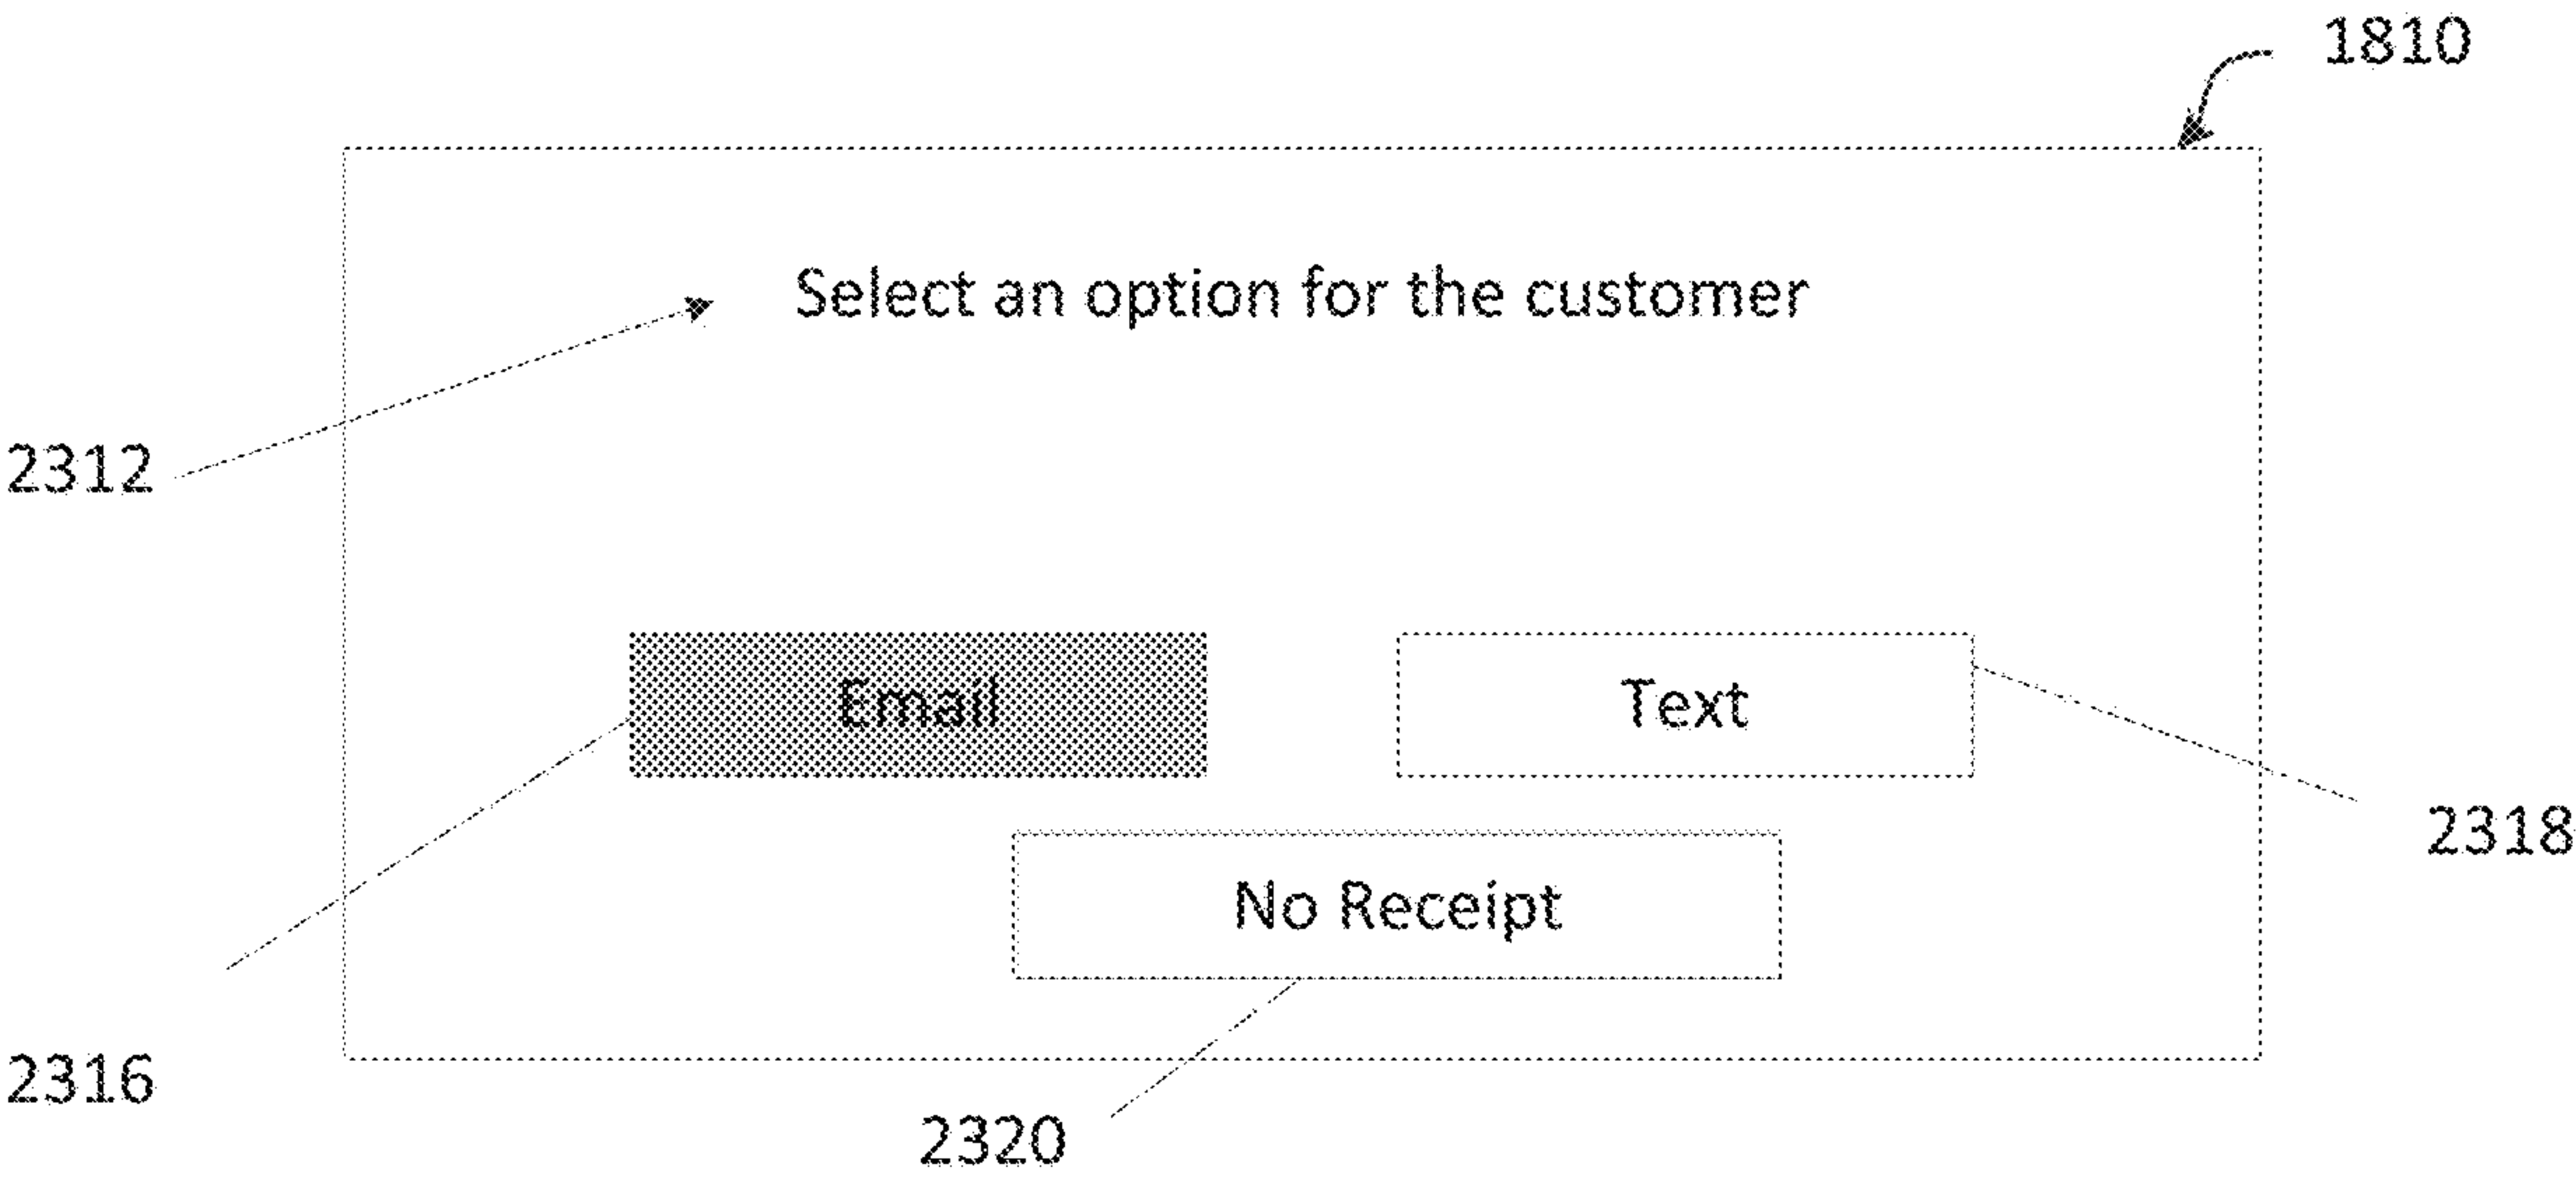 1810
Select an option for the customer
2312
Email
Text
2318
No Receipt
2316
2320